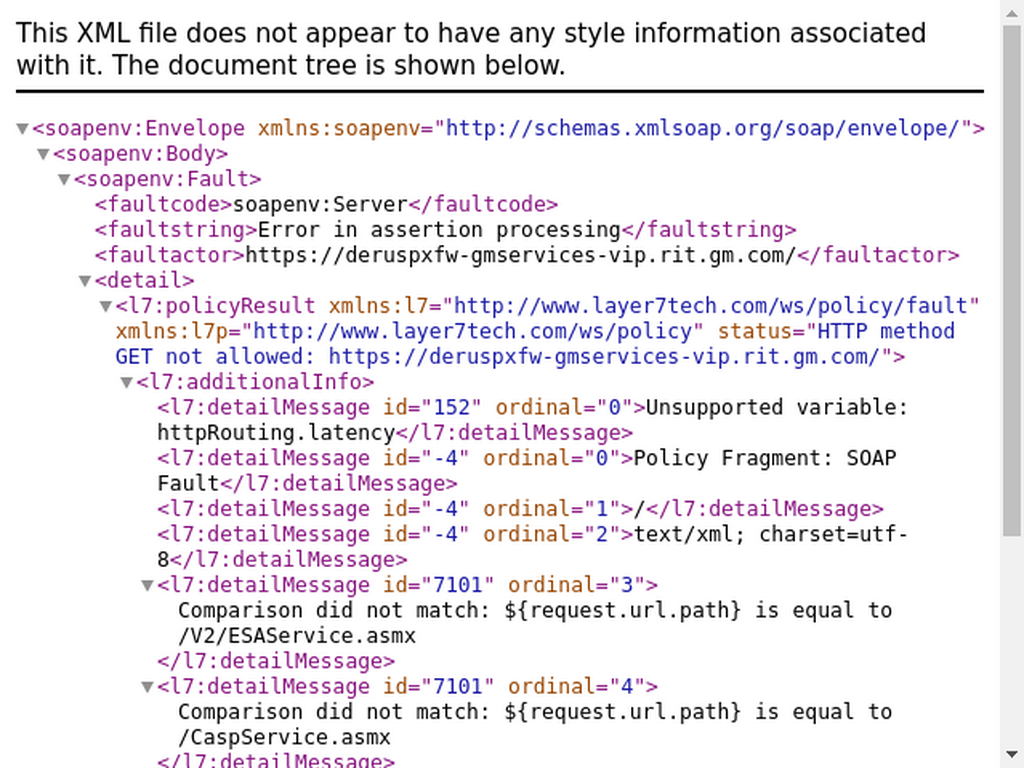 This XML file does not appear to have any style information associated
with it. The document tree is shown below.
<soapenv:Envelope xmlns:soapenv="http://schemas.xmlsoap.org/soap/envelope/">
<soapenv:Body>
<soapenv:Fault>
<faultcode>soapenv:Server</faultcode>
<faultstring>Error in assertion processing</faultstring>
<faultactor>https://deruspxfw-gmservices-vip.rit.gm.com/</faultactor>
<detail>
<l7:policyResult xmlns:l7="http://www.layer7tech.com/ws/policy/fault"
xmlns:l7p="http://www.layer7tech.com/ws/policy" status="HTTP method
GET not allowed: https://deruspxfw-gmservices-vip.rit.gm.com/">
<l7:additionalInfo>
<l7:detailMessage id="152" ordinal="0">Unsupported variable:
httpRouting.latency</l7:detailMessage>
<l7:detailMessage id="-4" ordinal="0">Policy Fragment: SOAP
Fault</l7:detailMessage>
<l7:detailMessage id="-4" ordinal="1">/</l7:detailMessage>
<l7:detailMessage id="-4" ordinal="2">text/xml; charset=utf-
8</l7:detailMessage>
<l7:detailMessage id="7101" ordinal="3">
Comparison did not match: ${request.url.path} is equal to
/V2/ESAService.asmx
</l7:detailMessage>
<l7:detailMessage id="7101" ordinal="4">
Comparison did not match: ${request.url.path} is equal to
/CaspService.asmx
</l7:detailMessage>